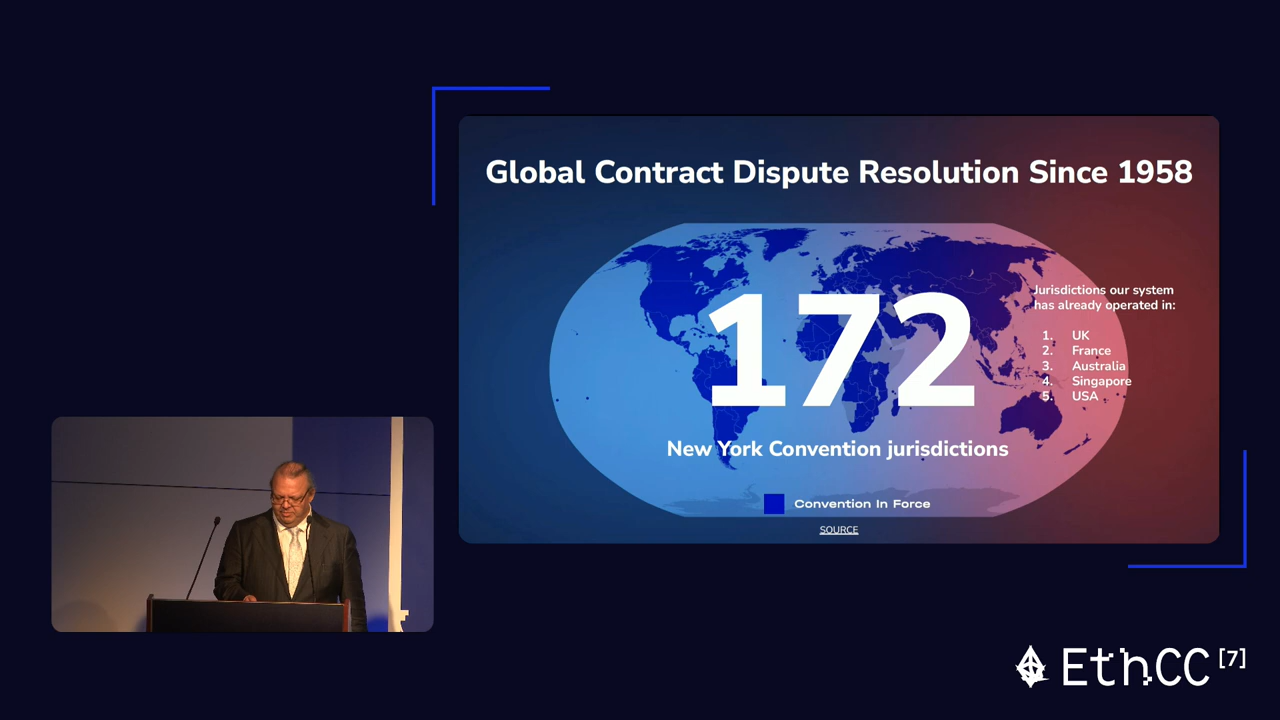 Global Contract Dispute Resolution Since 1958
172
New York Convention jurisdictions
Convention In Force
SOURCE
Jurisdictions our system
has already operated in:
1. UK
2. France
3. Australia
4. Singapore
5. USA
EthCC [7]